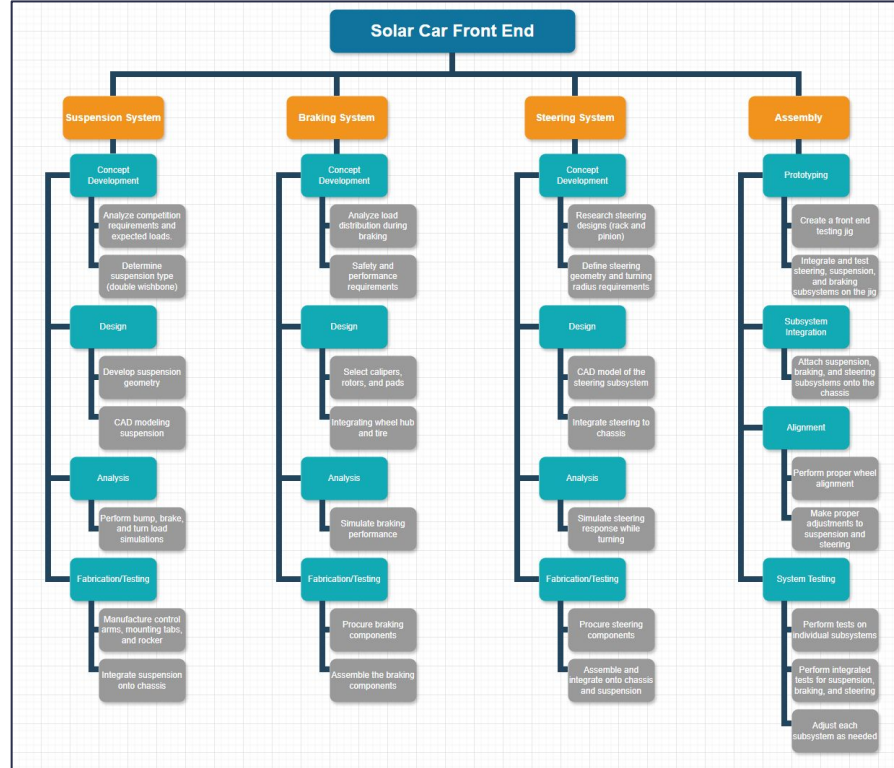 Solar Car Front End
Suspension System
Concept
Development
Analyze competition
requirements and
expected loads.
Determine
suspension type
(double wishbone)
Design
Develop suspension
geometry
CAD modeling
suspension
Analysis
Perform bump, brake,
and turn load
simulations
Fabrication/Testing
Manufacture control
arms, mounting tabs,
and rocker
Integrate suspension
onto chassis
Braking System
Concept
Development
Analyze load
distribution during
braking
Safety and
performance
requirements
Design
Select calipers,
rotors, and pads
Integrating wheel hub
and tire
Analysis
Simulate braking
performance
Fabrication/Testing
Procure braking
components
Assemble the braking
components
Steering System
Concept
Development
Research steering
designs (rack and
pinion)
Define steering
geometry and turning
radius requirements
Design
CAD model of the
steering subsystem
Integrate steering to
chassis
Analysis
Simulate steering
response while
turning
Fabrication/Testing
Procure steering
components
Assemble and
integrate onto chassis
and suspension
Assembly
Prototyping
Create a front end
testing jig
Integrate and test
steering, suspension,
and braking
subsystems on the jig
Subsystem
Integration
Attach suspension,
braking, and steering
subsystems onto the
chassis
Alignment
Perform proper wheel
alignment
Make proper
adjustments to
suspension and
steering
System Testing
Perform tests on
individual subsystems
Perform integrated
tests for suspension,
braking, and steering
Adjust each
subsystem as needed